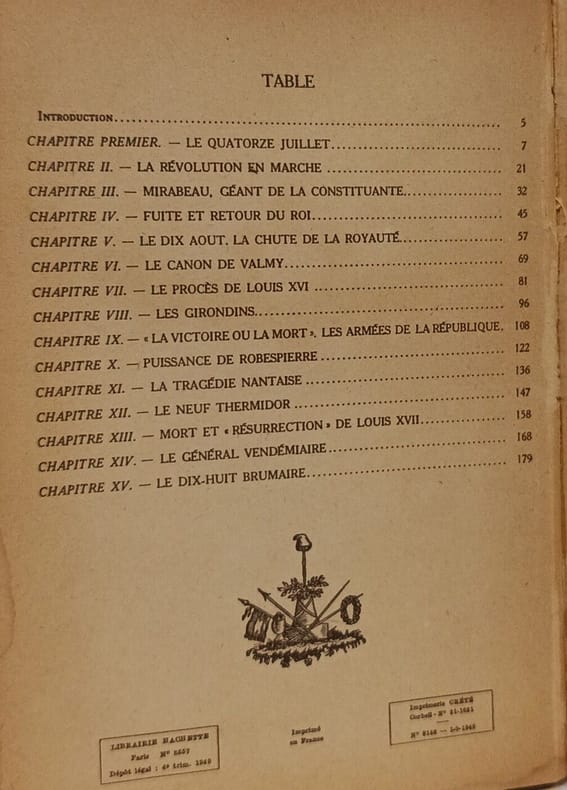 TABLE
INTRODUCTION.................... 5
CHAPITRE PREMIER. — LE QUATORZE JUILLET.................... 7
CHAPITRE II. — LA RÉVOLUTION EN MARCHE .................... 21
CHAPITRE III. — MIRABEAU, GÉANT DE LA CONSTITUANTE.................... 32
CHAPITRE IV. — FUITE ET RETOUR DU ROI.................... 45
CHAPITRE V. — LE DIX AOUT. LA CHUTE DE LA ROYAUTÉ.................... 57
CHAPITRE VI. — LE CANON DE VALMY.................... 69
CHAPITRE VII. — LE PROCÈS DE LOUIS XVI .................... 81
CHAPITRE VIII. — LES GIRONDINS.................... 96
CHAPITRE IX. — « LA VICTOIRE OU LA MORT ». LES ARMÉES DE LA RÉPUBLIQUE. 108
CHAPITRE X. — PUISSANCE DE ROBESPIERRE .................... 122
CHAPITRE XI. — LA TRAGÉDIE NANTAISE .................... 136
CHAPITRE XII. — LE NEUF THERMIDOR .................... 147
CHAPITRE XIII. — MORT ET « RÉSURRECTION » DE LOUIS XVII.................... 158
CHAPITRE XIV. — LE GÉNÉRAL VENDÉMIAIRE.................... 168
CHAPITRE XV. — LE DIX-HUIT BRUMAIRE.................... 179
LIBRAIRIE HACHETTE
Paris N°
Dépôt légal : 4e trim. 1949
Imprimé
en France
Imprimerie CRÉTÉ
Corbeil - N°
N°